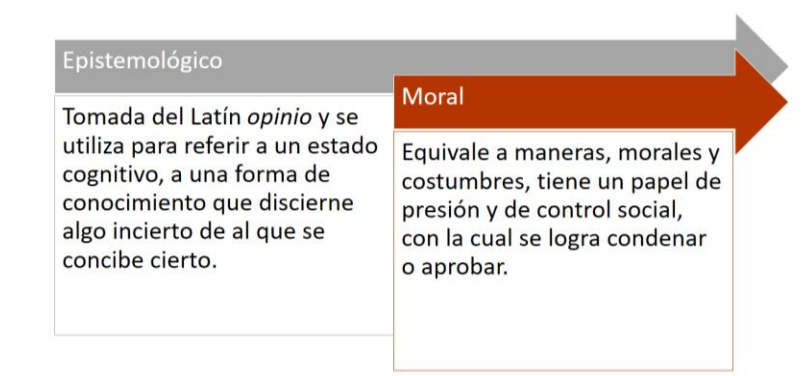 Epistemológico
Tomada del Latín opinio y se
utiliza para referir a un estado
cognitivo, a una forma de
conocimiento que discierne
algo incierto de al que se
concibe cierto.
Moral
Equivale a maneras, morales y
costumbres, tiene un papel de
presión y de control social,
con la cual se logra condenar
o aprobar.